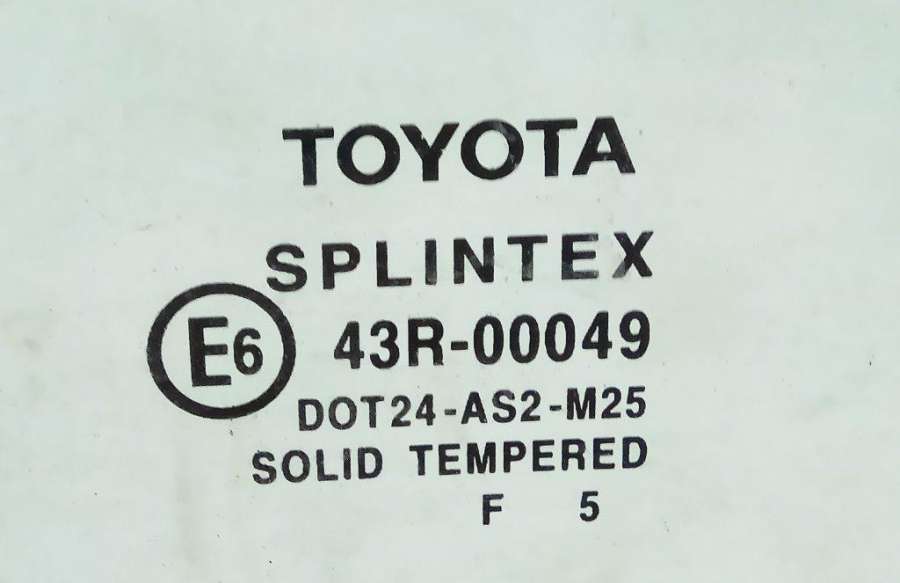 TOYOTA
SPLINTEX
E6 43R-00049
DOT24-AS2-M25
SOLID TEMPERED
F 5